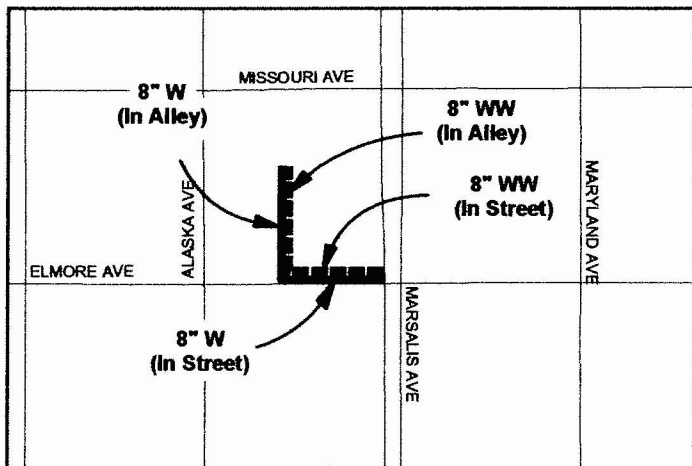 MISSOURI AVE
8" W
(In Alley)
8" WW
(In Alley)
8" WW
(In Street)
ALASKA AVE
MARYLAND AVE
ELMORE AVE
MARSALIS AVE
8" W
(In Street)